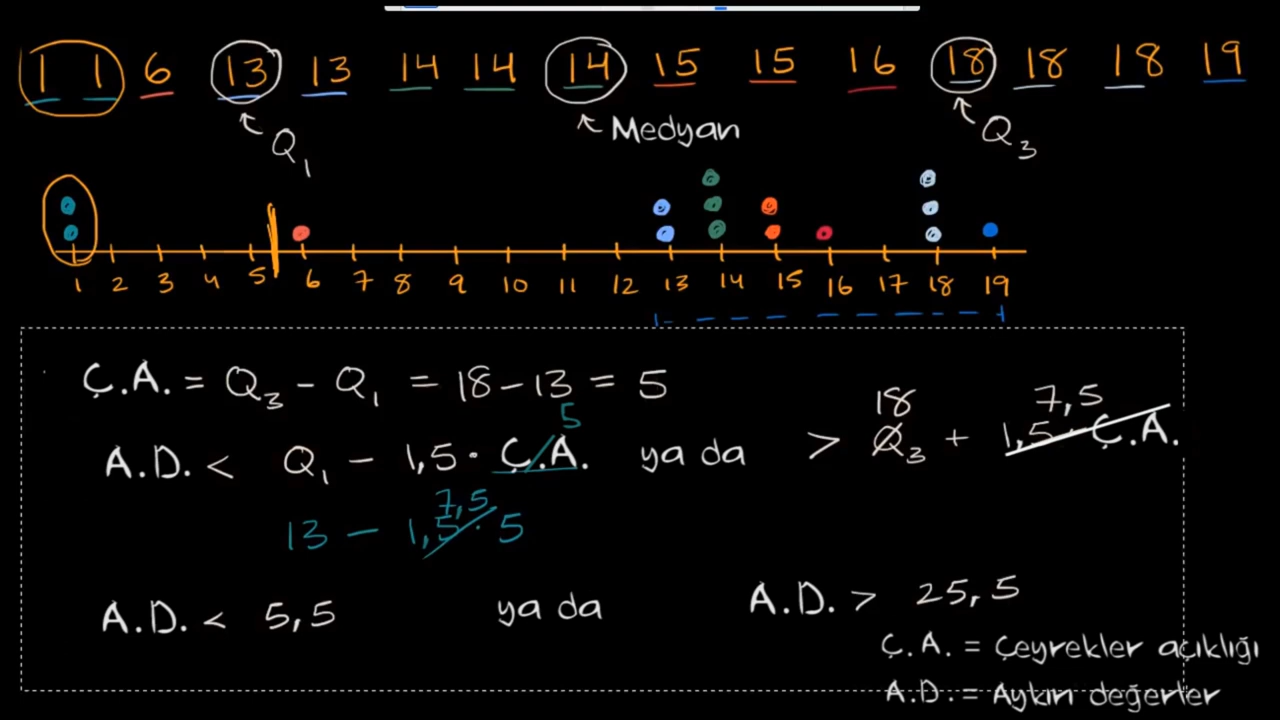 1 1 6 13 13 14 14 14 15 15 16 18 18 18 19
Q1 Medyan Q3
1 2 3 4 5 6 7 8 9 10 11 12 13 14 15 16 17 18 19
Ç.A. = Q3 - Q1 = 18 - 13 = 5
5 18 7,5
A.D. < Q1 - 1,5 · Ç.A. ya da > Q3 + 1,5 · Ç.A.
7,5
13 - 1,5 · 5
A.D. < 5,5 ya da A.D. > 25,5
Ç.A. = Çeyrekler açıklığı
A.D. = Aykırı değerler